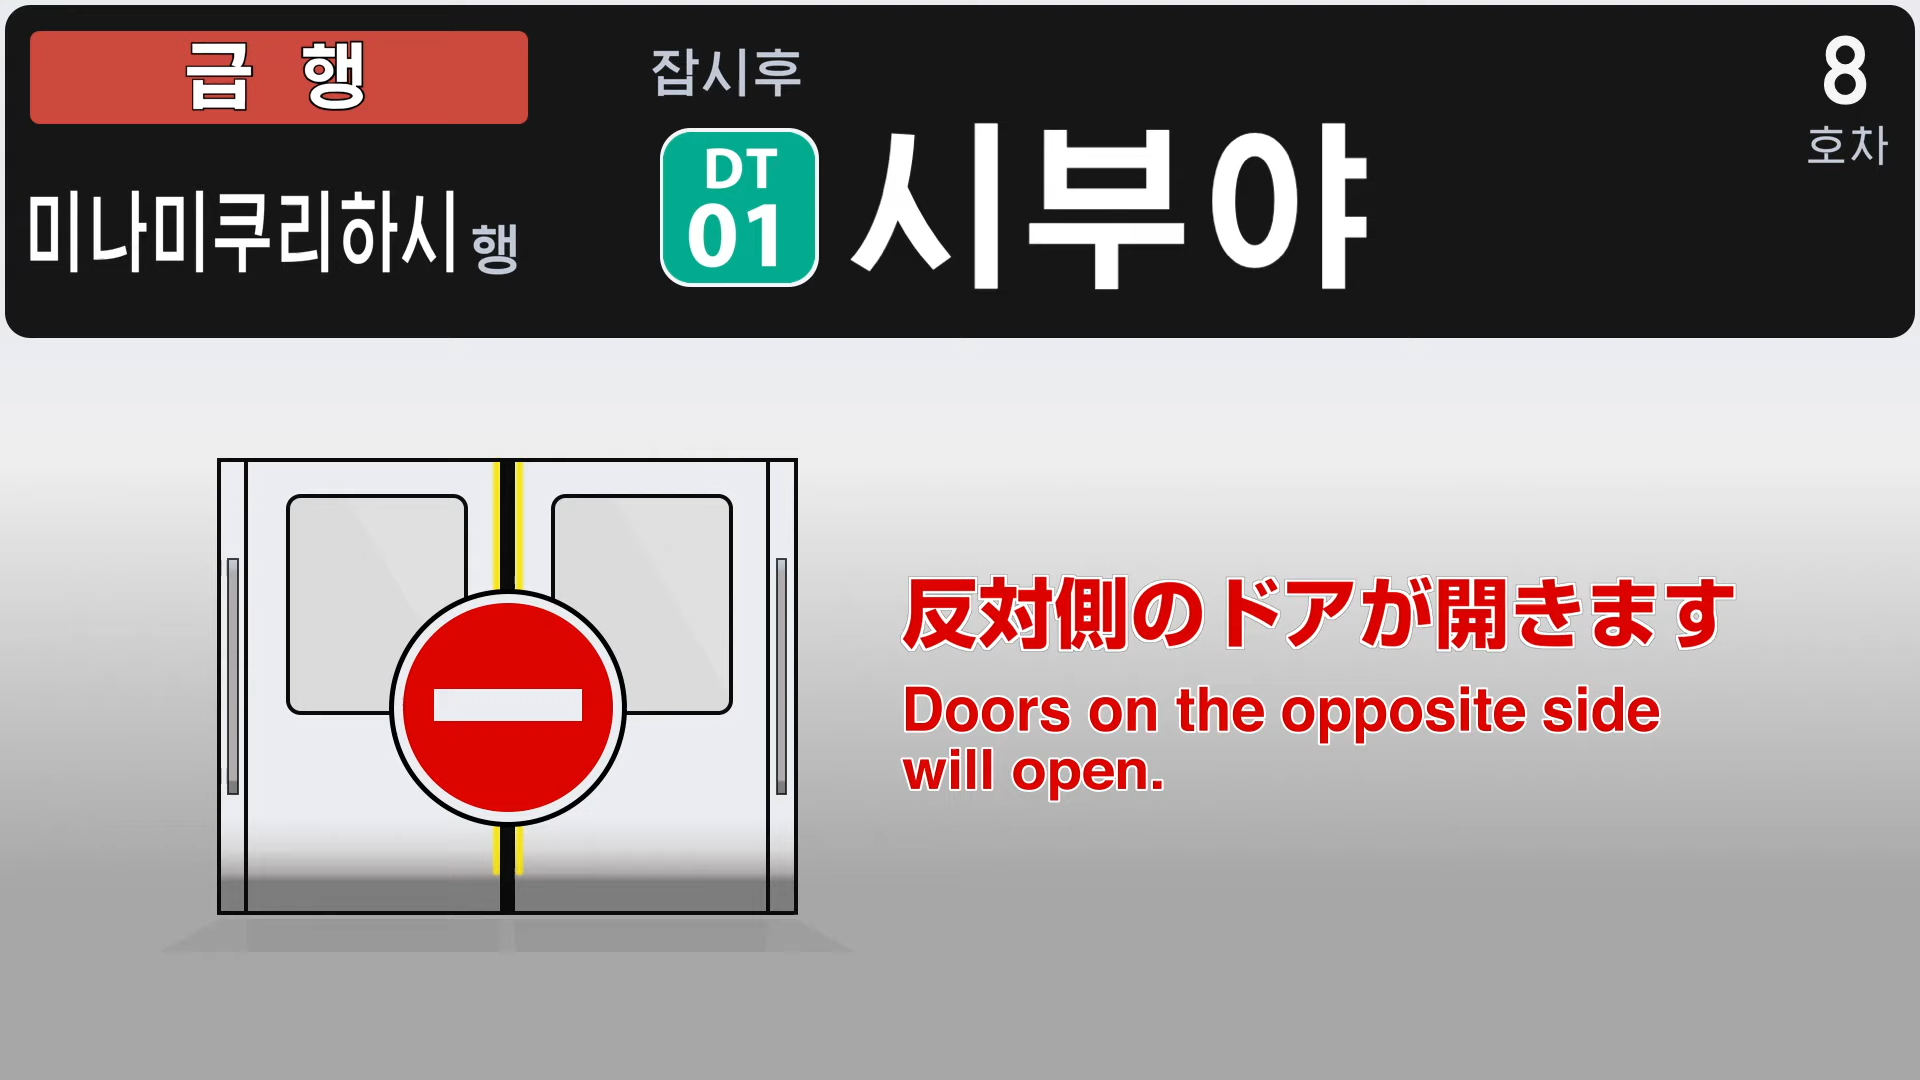 급 행
미나미쿠리하시 행
잠시후
DT
01
시부야
8
호차
反対側のドアが開きます
Doors on the opposite side
will open.